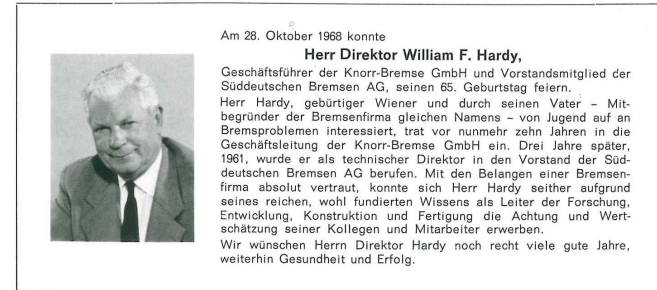 Am 28. Oktober 1968 konnte
Herr Direktor William F. Hardy,
Geschäftsführer der Knorr-Bremse GmbH und Vorstandsmitglied der
Süddeutschen Bremsen AG, seinen 65. Geburtstag feiern.
Herr Hardy, gebürtiger Wiener und durch seinen Vater – Mit-
begründer der Bremsenfirma gleichen Namens – von Jugend auf an
Bremsproblemen interessiert, trat vor nunmehr zehn Jahren in die
Geschäftsleitung der Knorr-Bremse GmbH ein. Drei Jahre später,
1961, wurde er als technischer Direktor in den Vorstand der Süd-
deutschen Bremsen AG berufen. Mit den Belangen einer Bremsen-
firma absolut vertraut, konnte sich Herr Hardy seither aufgrund
seines reichen, wohl fundierten Wissens als Leiter der Forschung,
Entwicklung, Konstruktion und Fertigung die Achtung und Wert-
schätzung seiner Kollegen und Mitarbeiter erwerben.
Wir wünschen Herrn Direktor Hardy noch recht viele gute Jahre,
weiterhin Gesundheit und Erfolg.